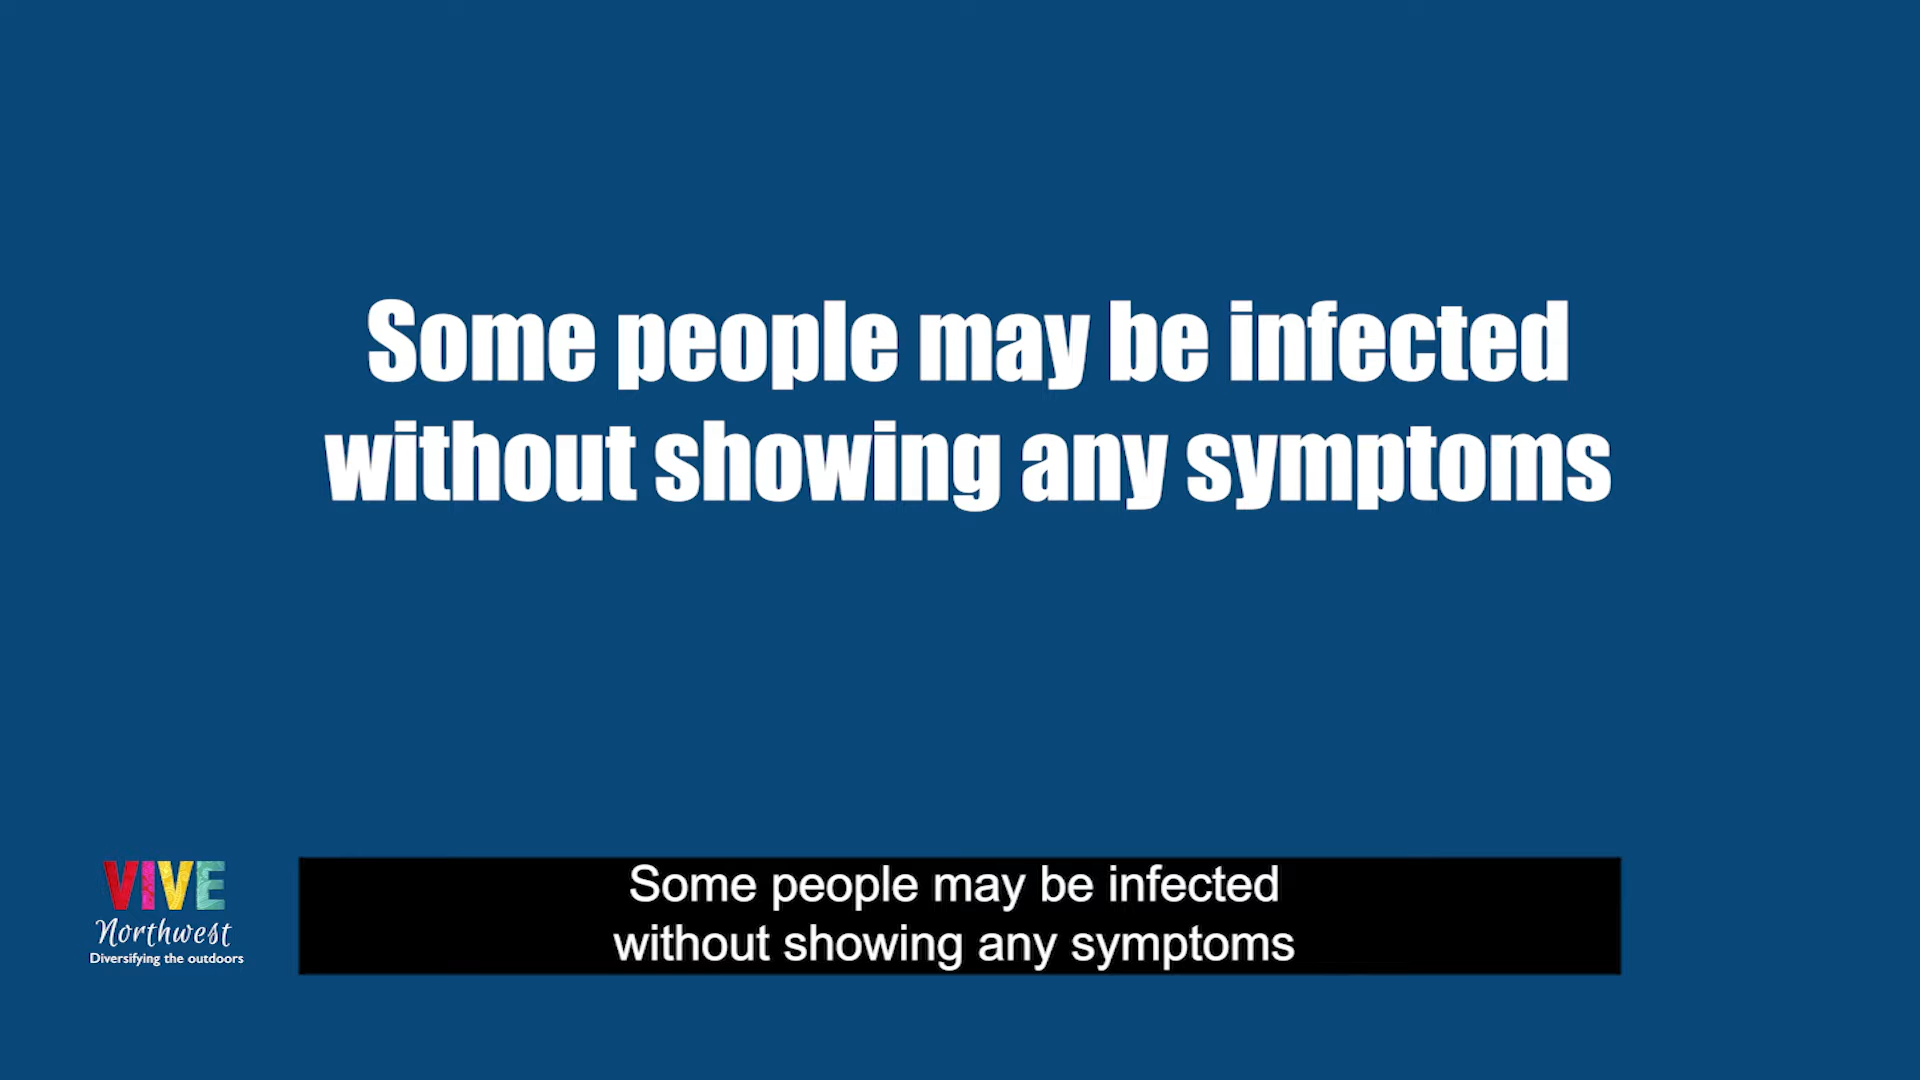 Some people may be infected
without showing any symptoms
VIVE
Northwest
Diversifying the outdoors
Some people may be infected
without showing any symptoms